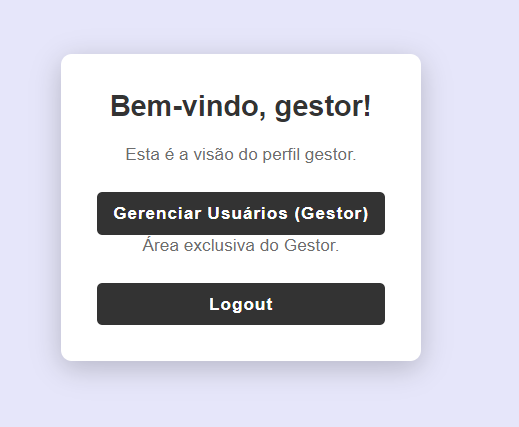 Bem-vindo, gestor!
Esta é a visão do perfil gestor.
Gerenciar Usuários (Gestor)
Área exclusiva do Gestor.
Logout